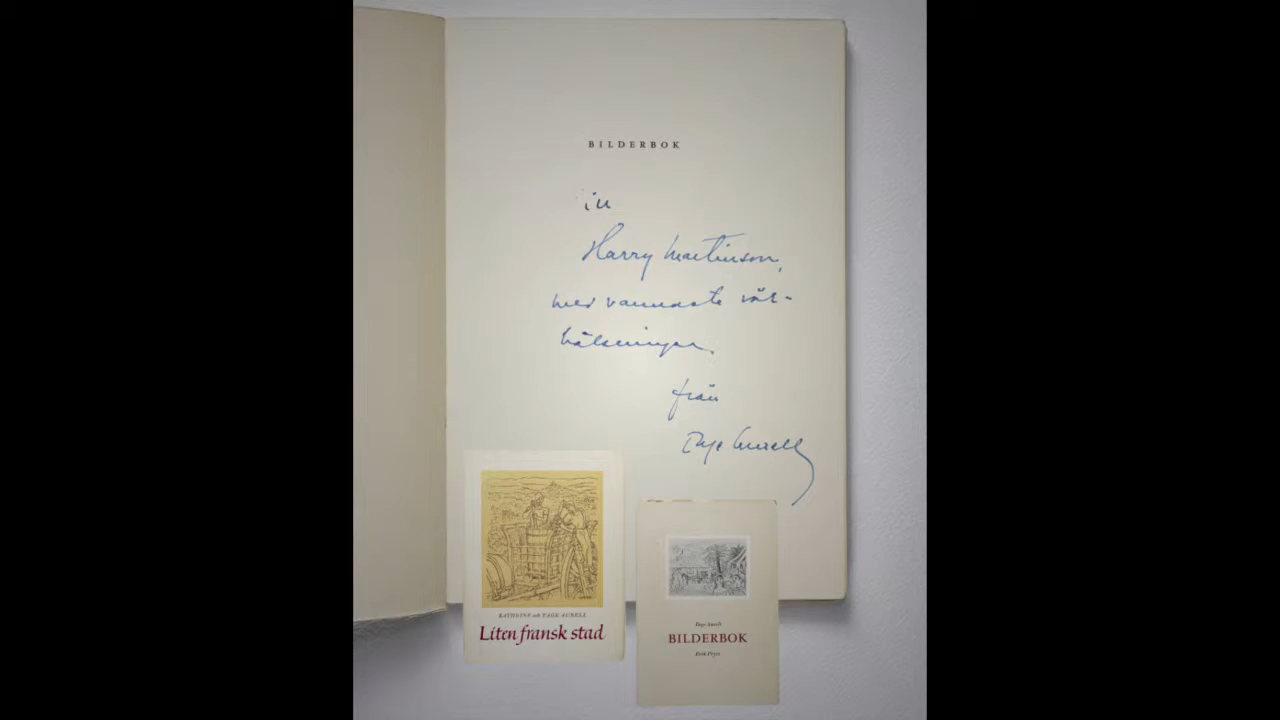 BILDERBOK
till
Harry Martinson,
med varmaste väl-
hälsningar,
från
Tage Aurell
KATHRINE och TAGE AURELL
Liten fransk stad
Tage Aurell
BILDERBOK